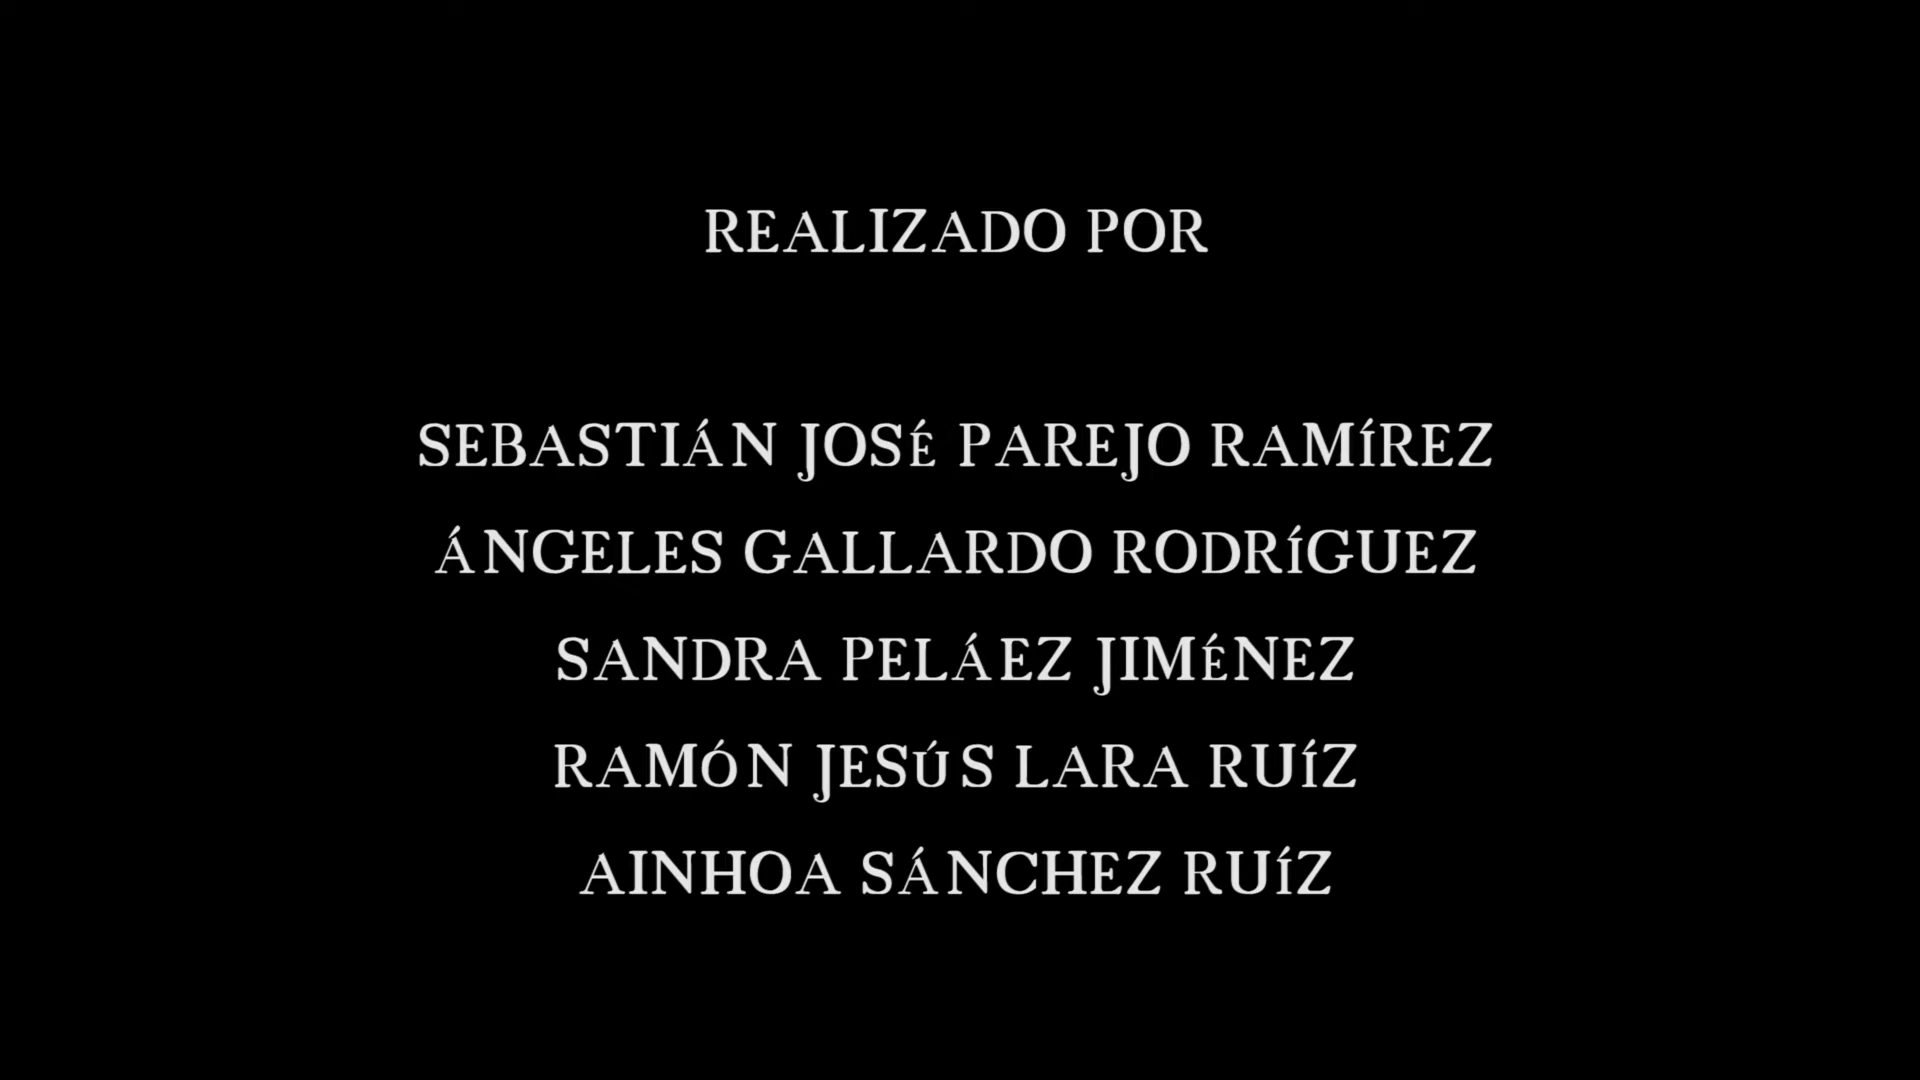 REALIZADO POR
SEBASTIÁN JOSÉ PAREJO RAMÍREZ
ÁNGELES GALLARDO RODRÍGUEZ
SANDRA PELÁEZ JIMÉNEZ
RAMÓN JESÚS LARA RUÍZ
AINHOA SÁNCHEZ RUÍZ